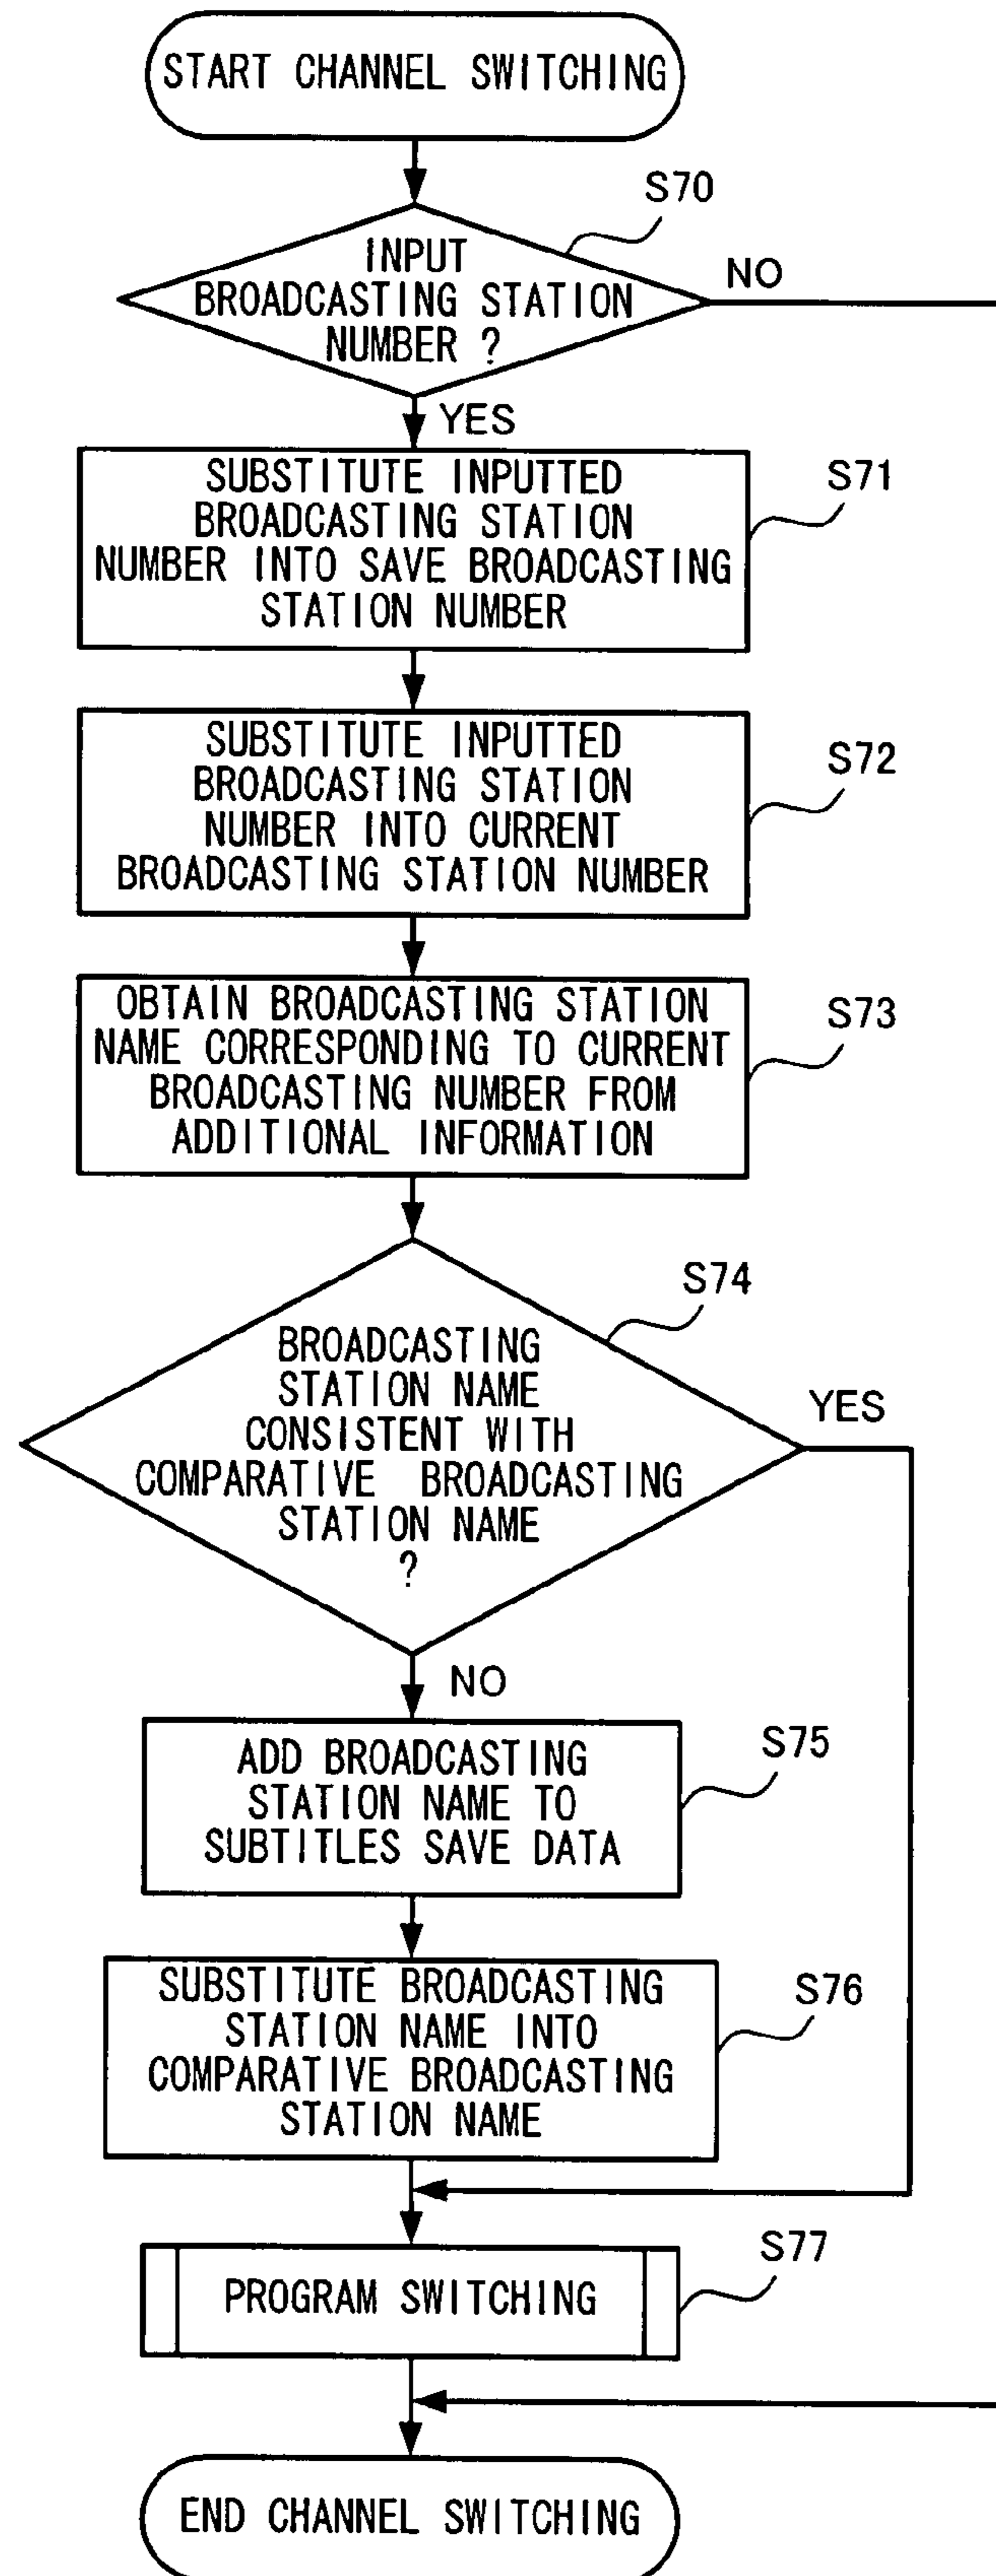 START CHANNEL SWITCHING
S70
INPUT
BROADCASTING STATION
NUMBER ?
NO
YES
SUBSTITUTE INPUTTED
BROADCASTING STATION
NUMBER INTO SAVE BROADCASTING
STATION NUMBER
S71
SUBSTITUTE INPUTTED
BROADCASTING STATION
NUMBER INTO CURRENT
BROADCASTING STATION NUMBER
S72
OBTAIN BROADCASTING STATION
NAME CORRESPONDING TO CURRENT
BROADCASTING NUMBER FROM
ADDITIONAL INFORMATION
S73
S74
BROADCASTING
STATION NAME
CONSISTENT WITH
COMPARATIVE BROADCASTING
STATION NAME
?
YES
NO
ADD BROADCASTING
STATION NAME TO
SUBTITLES SAVE DATA
S75
SUBSTITUTE BROADCASTING
STATION NAME INTO
COMPARATIVE BROADCASTING
STATION NAME
S76
PROGRAM SWITCHING
S77
END CHANNEL SWITCHING